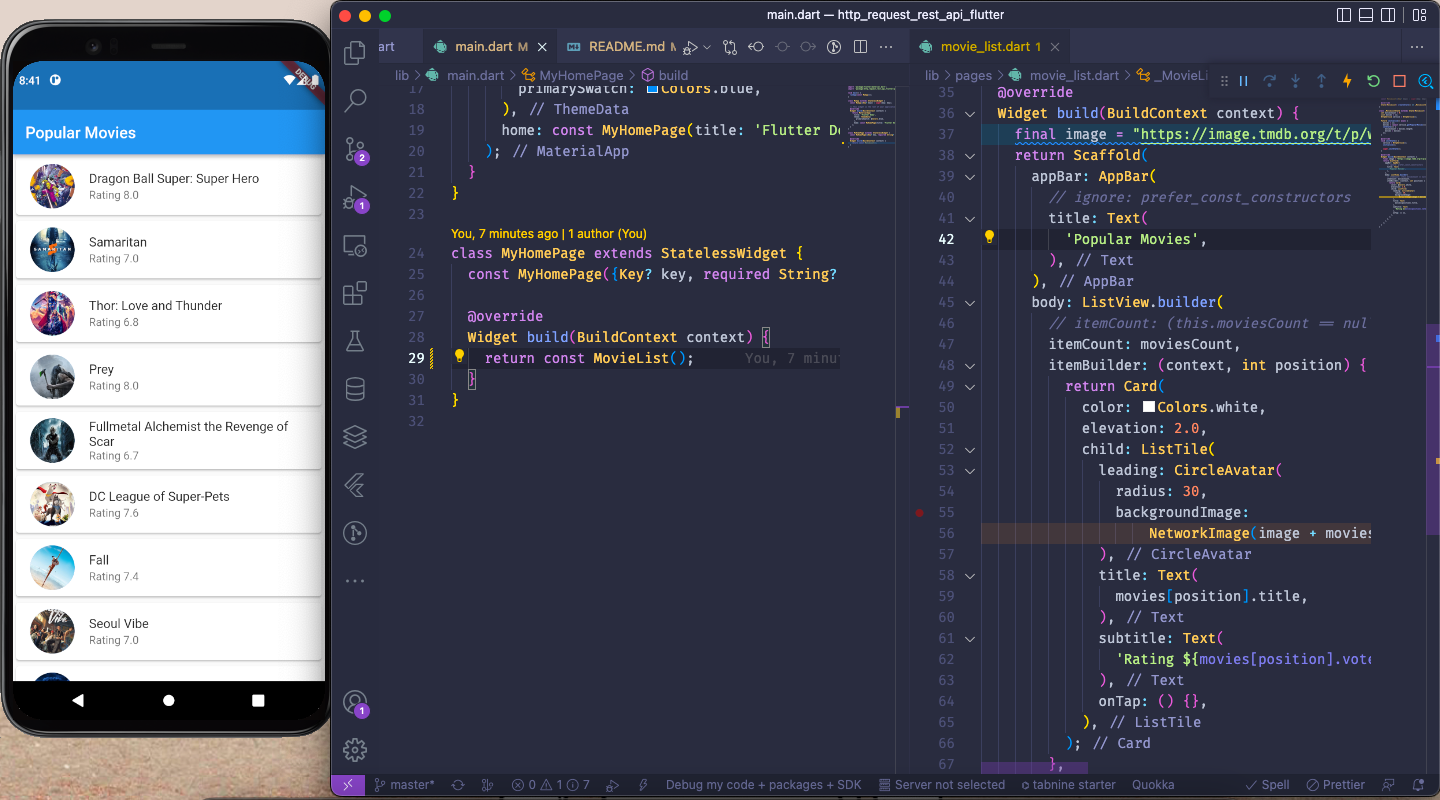 8:41
DEBUG
Popular Movies
Dragon Ball Super: Super Hero
Rating 8.0
Samaritan
Rating 7.0
Thor: Love and Thunder
Rating 6.8
Prey
Rating 8.0
Fullmetal Alchemist the Revenge of
Scar
Rating 6.7
DC League of Super-Pets
Rating 7.6
Fall
Rating 7.4
Seoul Vibe
Rating 7.0
main.dart — http_request_rest_api_flutter
2
1
1
art
main.dart M
README.md
lib > main.dart > MyHomePage > build
17 primarySwatch: Colors.blue,
18 ), // ThemeData
19 home: const MyHomePage(title: 'Flutter De
20 ); // MaterialApp
21 }
22 }
23
You, 7 minutes ago | 1 author (You)
24 class MyHomePage extends StatelessWidget {
25 const MyHomePage({Key? key, required String?
26
27 @override
28 Widget build(BuildContext context) {
29 return const MovieList(); You, 7 minu
30 }
31 }
32
movie_list.dart 1
lib > pages > movie_list.dart > _MovieLi
35 @override
36 Widget build(BuildContext context) {
37 final image = "https://image.tmdb.org/t/p/w
38 return Scaffold(
39 appBar: AppBar(
40 // ignore: prefer_const_constructors
41 title: Text(
42 'Popular Movies',
43 ), // Text
44 ), // AppBar
45 body: ListView.builder(
46 // itemCount: (this.moviesCount == nul
47 itemCount: moviesCount,
48 itemBuilder: (context, int position) {
49 return Card(
50 color: Colors.white,
51 elevation: 2.0,
52 child: ListTile(
53 leading: CircleAvatar(
54 radius: 30,
55 backgroundImage:
56 NetworkImage(image + movies
57 ), // CircleAvatar
58 title: Text(
59 movies[position].title,
60 ), // Text
61 subtitle: Text(
62 'Rating ${movies[position].vote
63 ), // Text
64 onTap: () {},
65 ), // ListTile
66 ); // Card
67 },
master* 0 1 7 Debug my code + packages + SDK Server not selected tabnine starter Quokka Spell Prettier